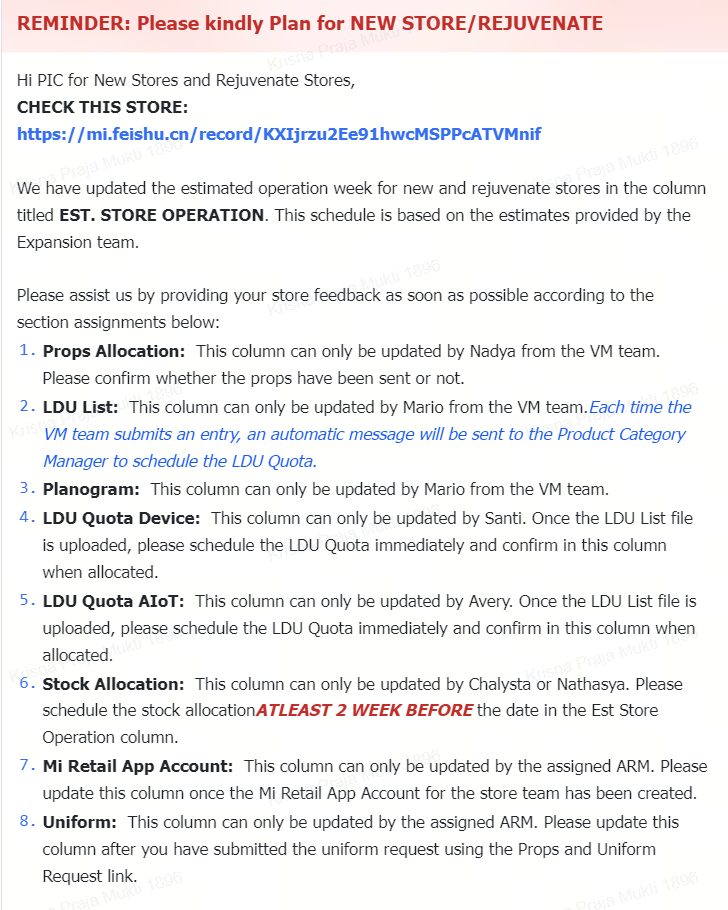 REMINDER: Please kindly Plan for NEW STORE/REJUVENATE
Hi PIC for New Stores and Rejuvenate Stores,
CHECK THIS STORE:
https://mi.feishu.cn/record/KXIjrzu2Ee91hwcMSPPcATVMnif
We have updated the estimated operation week for new and rejuvenate stores in the column
titled EST. STORE OPERATION. This schedule is based on the estimates provided by the
Expansion team.
Please assist us by providing your store feedback as soon as possible according to the
section assignments below:
1. Props Allocation: This column can only be updated by Nadya from the VM team.
Please confirm whether the props have been sent or not.
2. LDU List: This column can only be updated by Mario from the VM team.Each time the
VM team submits an entry, an automatic message will be sent to the Product Category
Manager to schedule the LDU Quota.
3. Planogram: This column can only be updated by Mario from the VM team.
4. LDU Quota Device: This column can only be updated by Santi. Once the LDU List file
is uploaded, please schedule the LDU Quota immediately and confirm in this column
when allocated.
5. LDU Quota AIoT: This column can only be updated by Avery. Once the LDU List file is
uploaded, please schedule the LDU Quota immediately and confirm in this column when
allocated.
6. Stock Allocation: This column can only be updated by Chalysta or Nathasya. Please
schedule the stock allocationATLEAST 2 WEEK BEFORE the date in the Est Store
Operation column.
7. Mi Retail App Account: This column can only be updated by the assigned ARM. Please
update this column once the Mi Retail App Account for the store team has been created.
8. Uniform: This column can only be updated by the assigned ARM. Please update this
column after you have submitted the uniform request using the Props and Uniform
Request link.
Krisna Praja Mukti 1896